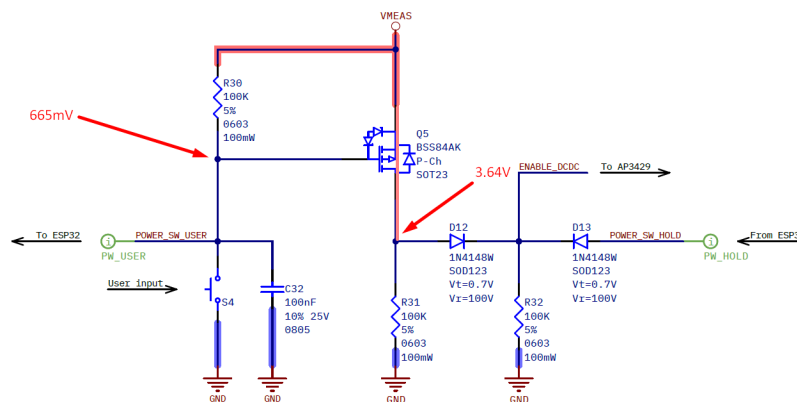 VMEAS
R30
100K
5%
0603
100mW
665mV
Q5
BSS84AK
P-Ch
SOT23
3.64V
ENABLE_DCDC
To AP3429
To ESP32
POWER_SW_USER
PW_USER
D12
1N4148W
SOD123
Vt=0.7V
Vr=100V
D13
1N4148W
SOD123
Vt=0.7V
Vr=100V
POWER_SW_HOLD
PW_HOLD
From ESP3
User input
S4
C32
100nF
10% 25V
0805
R31
100K
5%
0603
100mW
R32
100K
5%
0603
100mW
GND
GND
GND
GND